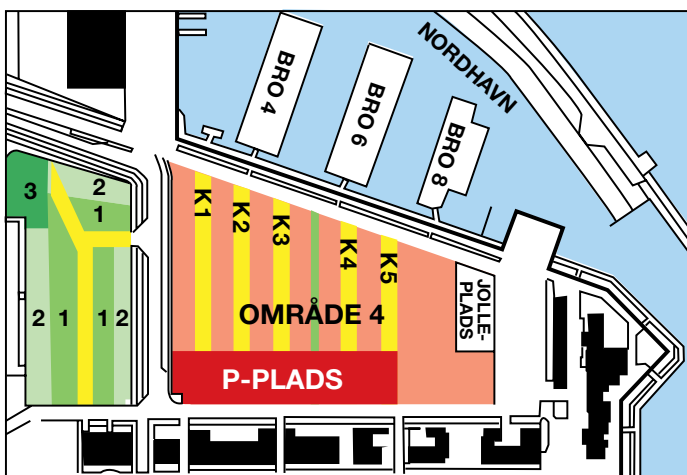 BRO 4
BRO 6
BRO 8
NORDHAVN
3
2
1
K1
K2
K3
K4
K5
2
1
1
2
OMRÅDE 4
JOLLE-
PLADS
P-PLADS